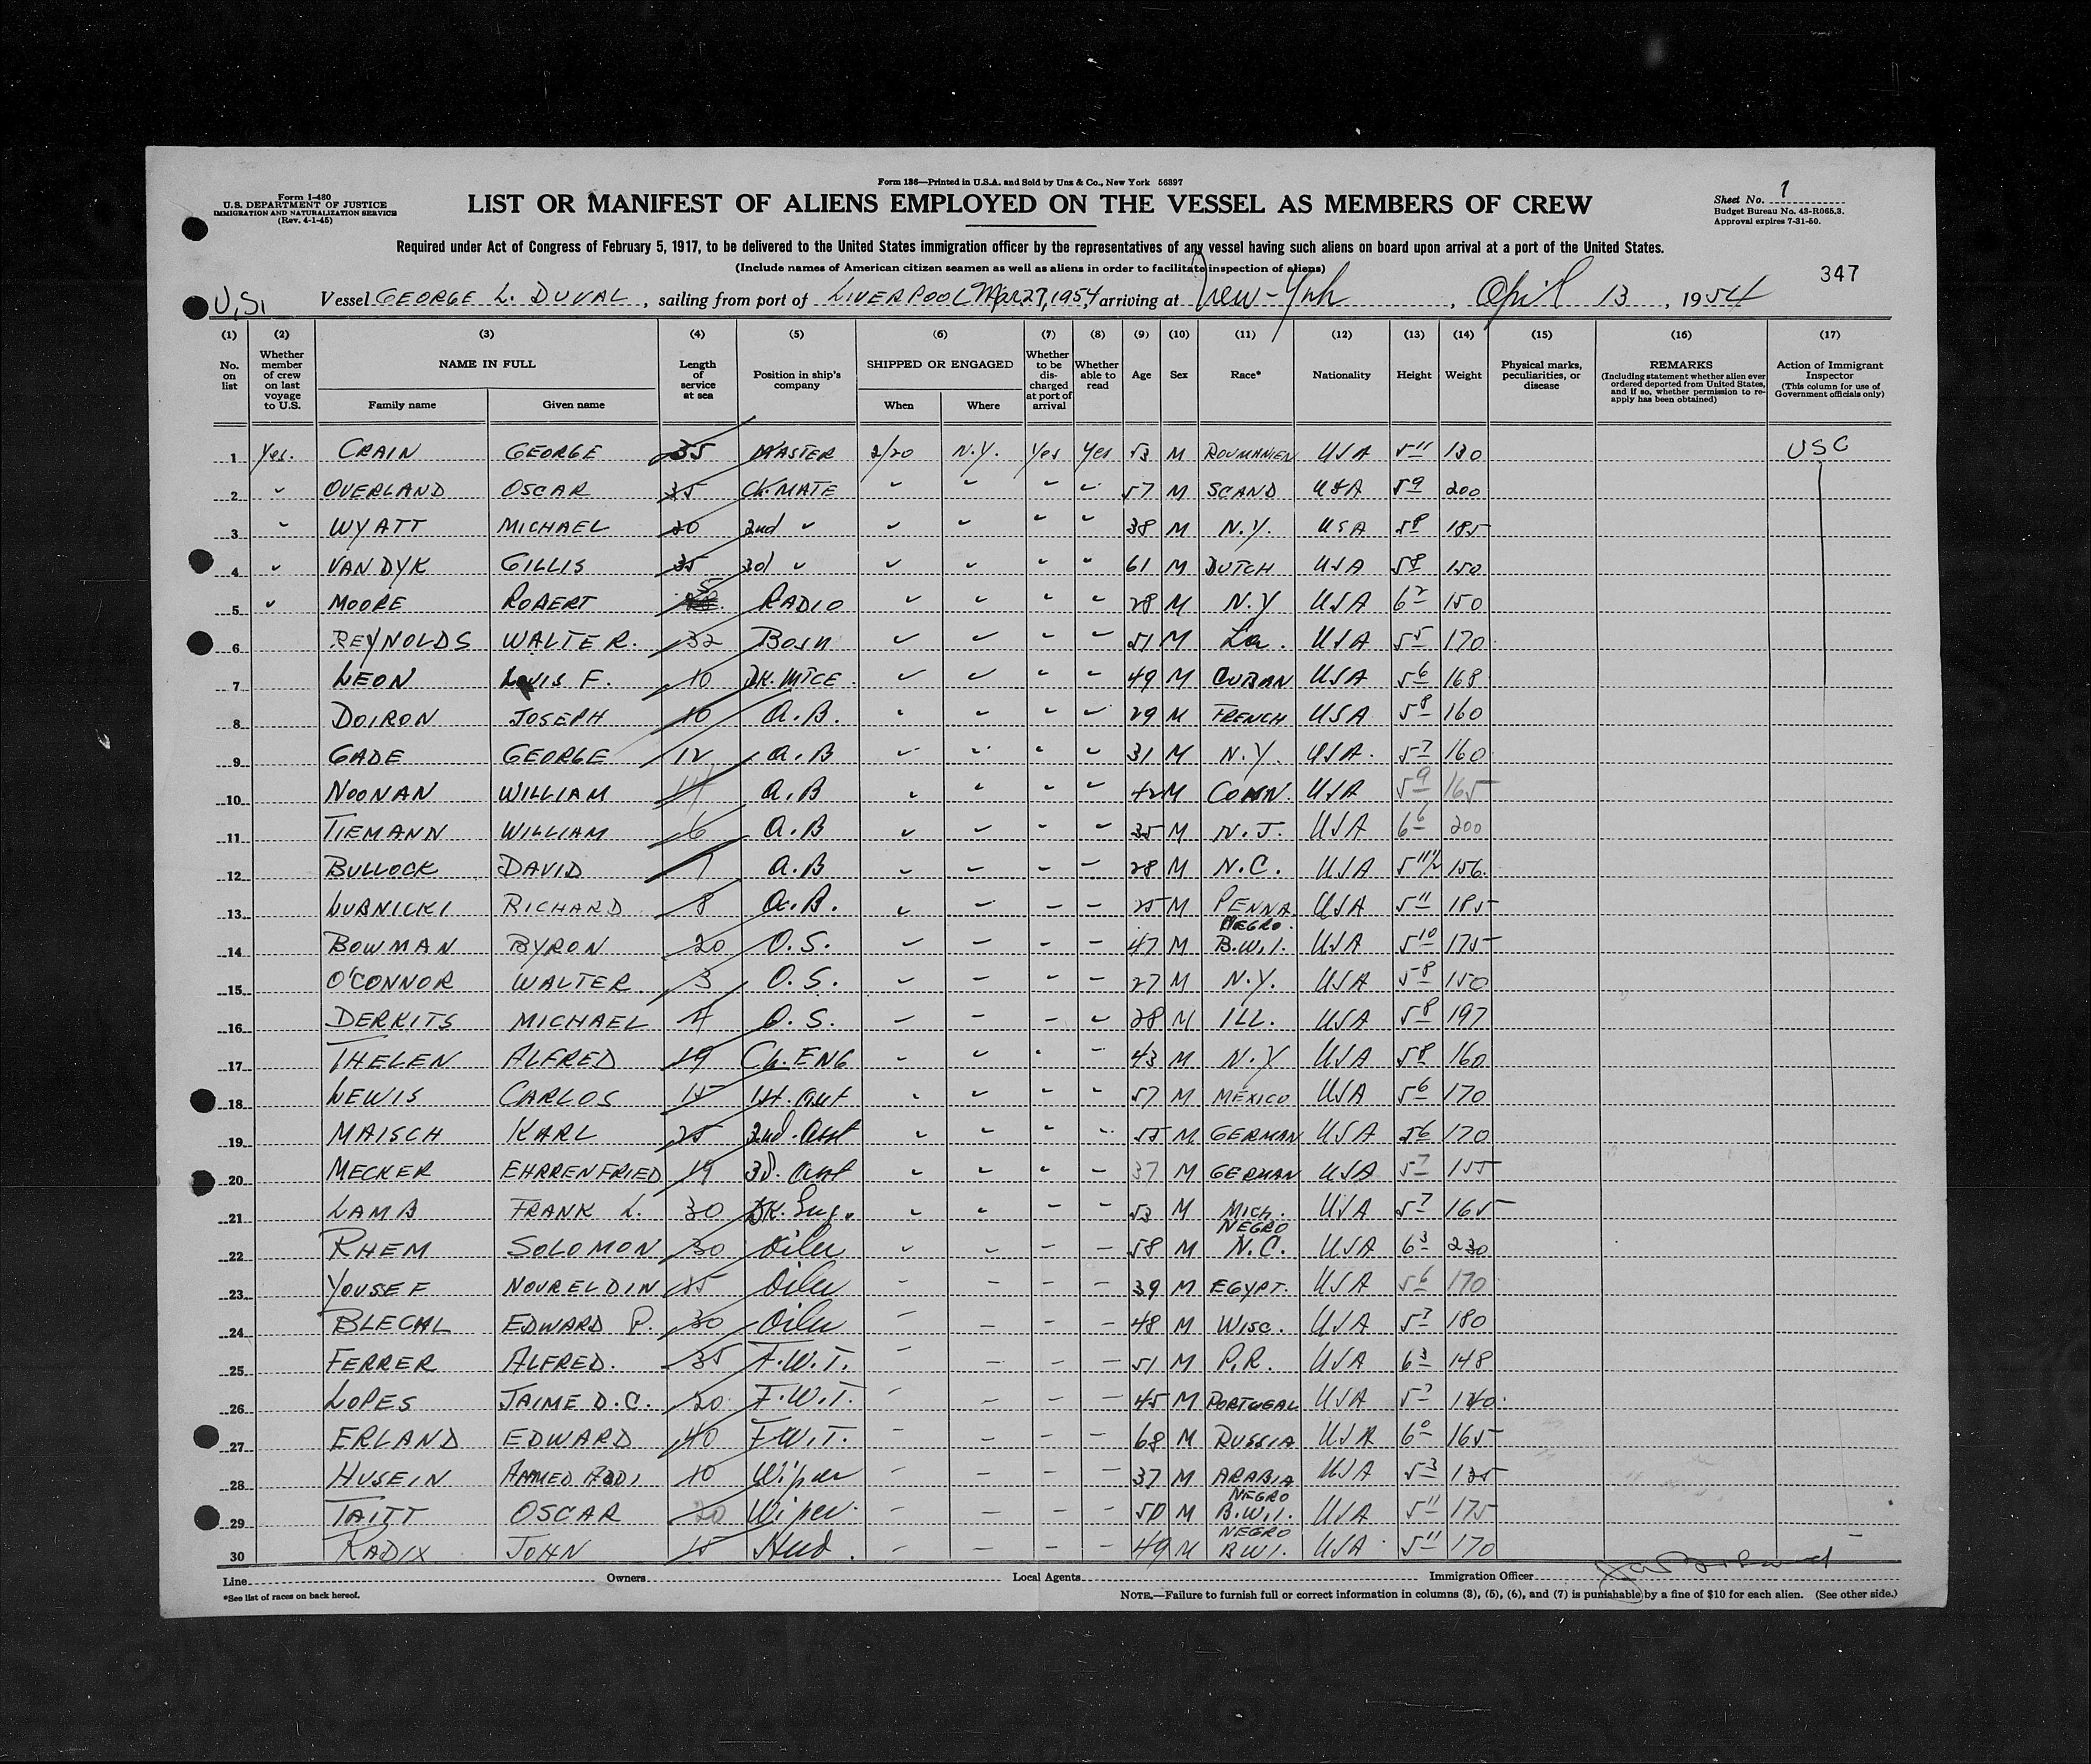 Form 136—Printed in U.S.A. and Sold by Unz & Co., New York 56397
Form I-480
U.S. DEPARTMENT OF JUSTICE
IMMIGRATION AND NATURALIZATION SERVICE
(Rev. 4-1-45)
LIST OR MANIFEST OF ALIENS EMPLOYED ON THE VESSEL AS MEMBERS OF CREW
Sheet No. 1
Budget Bureau No. 43-R065.3.
Approval expires 7-31-50.
Required under Act of Congress of February 5, 1917, to be delivered to the United States immigration officer by the representatives of any vessel having such aliens on board upon arrival at a port of the United States.
(Include names of American citizen seamen as well as aliens in order to facilitate inspection of aliens)
347
U.S. Vessel GEORGE L. DUVAL, sailing from port of LIVERPOOL Mar 27, 1954 arriving at New-York, April 13, 1954
(1) (2) (3) (4) (5) (6) (7) (8) (9) (10) (11) (12) (13) (14) (15) (16) (17)
No. on list
Whether member of crew on last voyage to U.S.
NAME IN FULL
Family name
Given name
Length of service at sea
Position in ship's company
SHIPPED OR ENGAGED
When
Where
Whether to be discharged at port of arrival
Whether able to read
Age
Sex
Race*
Nationality
Height
Weight
Physical marks, peculiarities, or disease
REMARKS
(Including statement whether alien ever ordered deported from United States, and if so, whether permission to reapply has been obtained)
Action of Immigrant Inspector
(This column for use of Government officials only)
1 Yes. CRAIN GEORGE 35 MASTER 2/20 N.Y. Yes Yes 53 M ROUMANIEN USA 5 11 130 USC
2 " OVERLAND OSCAR 35 Ch. MATE " " " " 57 M SCAND USA 5 9 200
3 " WYATT MICHAEL 20 2nd " " " " " 38 M N.Y. USA 5 8 185
4 " VAN DYK GILLIS 35 3d " " " " " 61 M DUTCH USA 5 8 150
5 " MOORE ROBERT 5 RADIO " " " " 28 M N.Y USA 6 2 150
6 REYNOLDS WALTER R. 32 Bosn " " " " 51 M La. USA 5 5 170
7 LEON LOUIS F. 10 DK. MTCE. " " " " 49 M CUBAN USA 5 6 168
8 DOIRON JOSEPH 10 A.B. " " " " 29 M FRENCH USA 5 8 160
9 GADE GEORGE 12 A.B " " " " 31 M N.Y. USA 5 7 160
10 NOONAN WILLIAM A.B " " " " 42 M CONN. USA 5 9 165
11 TIEMANN WILLIAM 6 A.B " " " " 35 M N.J. USA 6 6 200
12 BULLOCK DAVID 7 A.B " " " " 28 M N.C. USA 5 11½ 156
13 LUBNICKI RICHARD 8 A.B. " " " " 25 M PENNA USA 5 11 185
14 BOWMAN BYRON 20 O.S. " " " " 47 M NEGRO B.W.I. USA 5 10 175
15 O'CONNOR WALTER 3 O.S. " " " " 27 M N.Y. USA 5 8 150
16 DERKITS MICHAEL 4 O.S. " " " " 28 M ILL. USA 5 8 197
17 THELEN ALFRED 19 Ch. ENG " " " " 43 M N.Y USA 5 8 160
18 LEWIS CARLOS 15 1st. asst " " " " 57 M MEXICO USA 5 6 170
19 MAISCH KARL 25 2nd. asst " " " " 55 M GERMAN USA 5 6 170
20 MECKER EHRRENFRIED 19 3d. asst " " " " 37 M GERMAN USA 5 7 155
21 LAMB FRANK L. 30 DK. Eng. " " " " 53 M MICH. USA 5 7 165
22 RHEM SOLOMON 30 Oiler " " " " 58 M NEGRO N.C. USA 6 3 230
23 YOUSEF NOURELDIN 15 Oiler " " " " 39 M EGYPT. USA 5 6 170
24 BLECHL EDWARD P. 30 Oiler " " " " 48 M WISC. USA 5 7 180
25 FERRER ALFRED. 35 F.W.T. " " " " 51 M P.R. USA 6 3 148
26 LOPES JAIME D.C. 20 F.W.T. " " " " 45 M PORTUGAL USA 5 7 140
27 ERLAND EDWARD 40 F.W.T. " " " " 68 M RUSSIA USA 6 0 165
28 HUSEIN AHMED 10 Wiper " " " " 37 M ARABIA USA 5 3 135
29 TAITT OSCAR 20 Wiper " " " " 50 M NEGRO B.W.I. USA 5 11 175
30 RADIX JOHN 15 " " " " 49 M NEGRO B.W.I. USA 5 11 170
Line Owners Local Agents Immigration Officer
*See list of races on back hereof.
NOTE.—Failure to furnish full or correct information in columns (3), (5), (6), and (7) is punishable by a fine of $10 for each alien. (See other side.)